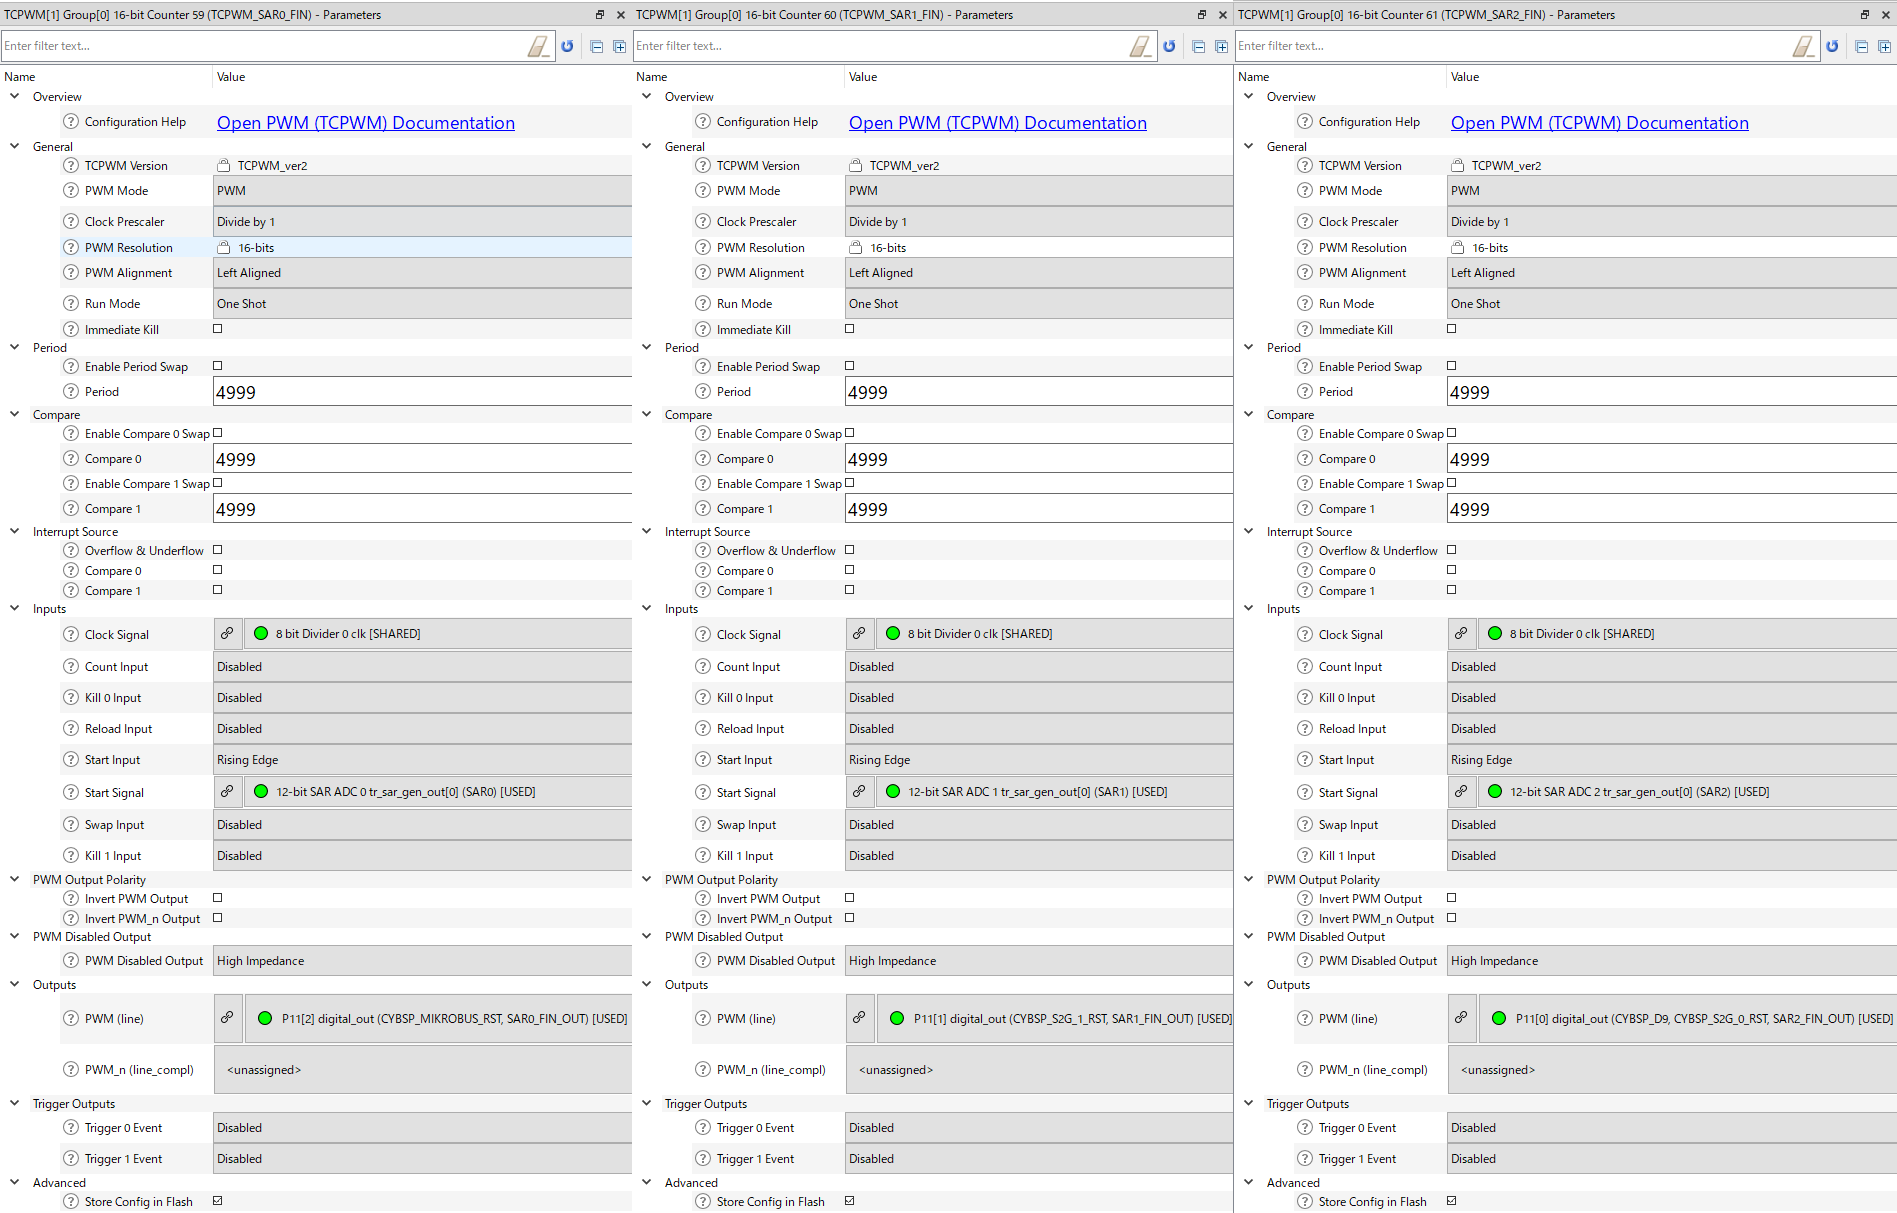 TCPWM[1] Group[0] 16-bit Counter 59 (TCPWM_SAR0_FIN) - Parameters
Enter filter text...
Name Value
Overview
Configuration Help Open PWM (TCPWM) Documentation
General
TCPWM Version TCPWM_ver2
PWM Mode PWM
Clock Prescaler Divide by 1
PWM Resolution 16-bits
PWM Alignment Left Aligned
Run Mode One Shot
Immediate Kill
Period
Enable Period Swap
Period 4999
Compare
Enable Compare 0 Swap
Compare 0 4999
Enable Compare 1 Swap
Compare 1 4999
Interrupt Source
Overflow & Underflow
Compare 0
Compare 1
Inputs
Clock Signal 8 bit Divider 0 clk [SHARED]
Count Input Disabled
Kill 0 Input Disabled
Reload Input Disabled
Start Input Rising Edge
Start Signal 12-bit SAR ADC 0 tr_sar_gen_out[0] (SAR0) [USED]
Swap Input Disabled
Kill 1 Input Disabled
PWM Output Polarity
Invert PWM Output
Invert PWM_n Output
PWM Disabled Output
PWM Disabled Output High Impedance
Outputs
PWM (line) P11[2] digital_out (CYBSP_MIKROBUS_RST, SAR0_FIN_OUT) [USED]
PWM_n (line_compl) <unassigned>
Trigger Outputs
Trigger 0 Event Disabled
Trigger 1 Event Disabled
Advanced
Store Config in Flash
TCPWM[1] Group[0] 16-bit Counter 60 (TCPWM_SAR1_FIN) - Parameters
Enter filter text...
Name Value
Overview
Configuration Help Open PWM (TCPWM) Documentation
General
TCPWM Version TCPWM_ver2
PWM Mode PWM
Clock Prescaler Divide by 1
PWM Resolution 16-bits
PWM Alignment Left Aligned
Run Mode One Shot
Immediate Kill
Period
Enable Period Swap
Period 4999
Compare
Enable Compare 0 Swap
Compare 0 4999
Enable Compare 1 Swap
Compare 1 4999
Interrupt Source
Overflow & Underflow
Compare 0
Compare 1
Inputs
Clock Signal 8 bit Divider 0 clk [SHARED]
Count Input Disabled
Kill 0 Input Disabled
Reload Input Disabled
Start Input Rising Edge
Start Signal 12-bit SAR ADC 1 tr_sar_gen_out[0] (SAR1) [USED]
Swap Input Disabled
Kill 1 Input Disabled
PWM Output Polarity
Invert PWM Output
Invert PWM_n Output
PWM Disabled Output
PWM Disabled Output High Impedance
Outputs
PWM (line) P11[1] digital_out (CYBSP_S2G_1_RST, SAR1_FIN_OUT) [USED]
PWM_n (line_compl) <unassigned>
Trigger Outputs
Trigger 0 Event Disabled
Trigger 1 Event Disabled
Advanced
Store Config in Flash
TCPWM[1] Group[0] 16-bit Counter 61 (TCPWM_SAR2_FIN) - Parameters
Enter filter text...
Name Value
Overview
Configuration Help Open PWM (TCPWM) Documentation
General
TCPWM Version TCPWM_ver2
PWM Mode PWM
Clock Prescaler Divide by 1
PWM Resolution 16-bits
PWM Alignment Left Aligned
Run Mode One Shot
Immediate Kill
Period
Enable Period Swap
Period 4999
Compare
Enable Compare 0 Swap
Compare 0 4999
Enable Compare 1 Swap
Compare 1 4999
Interrupt Source
Overflow & Underflow
Compare 0
Compare 1
Inputs
Clock Signal 8 bit Divider 0 clk [SHARED]
Count Input Disabled
Kill 0 Input Disabled
Reload Input Disabled
Start Input Rising Edge
Start Signal 12-bit SAR ADC 2 tr_sar_gen_out[0] (SAR2) [USED]
Swap Input Disabled
Kill 1 Input Disabled
PWM Output Polarity
Invert PWM Output
Invert PWM_n Output
PWM Disabled Output
PWM Disabled Output High Impedance
Outputs
PWM (line) P11[0] digital_out (CYBSP_D9, CYBSP_S2G_0_RST, SAR2_FIN_OUT) [USED]
PWM_n (line_compl) <unassigned>
Trigger Outputs
Trigger 0 Event Disabled
Trigger 1 Event Disabled
Advanced
Store Config in Flash